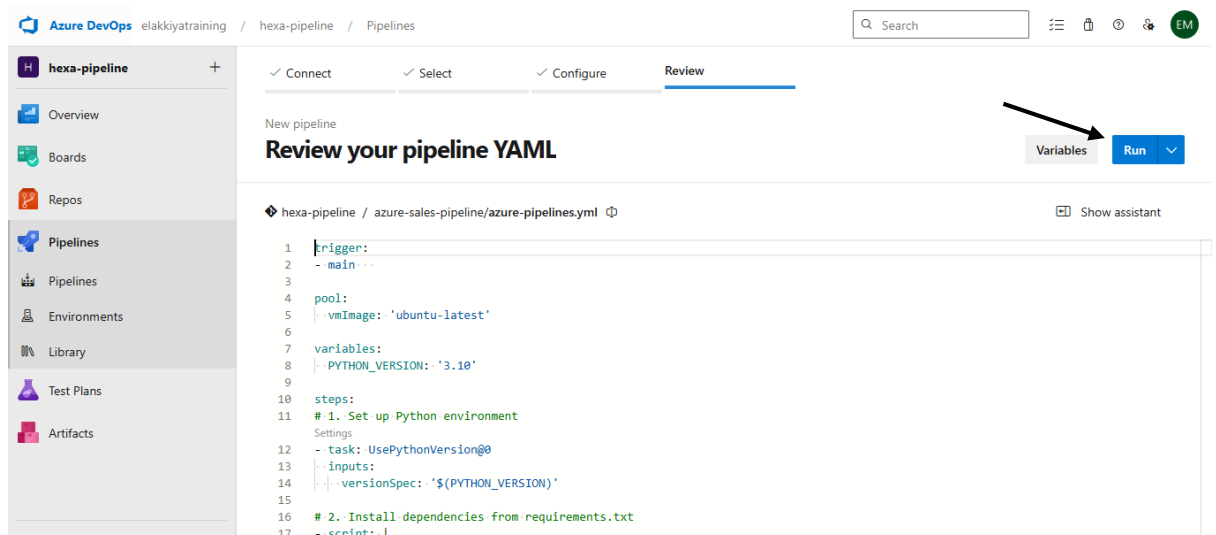 Azure DevOps elakkiyatraining / hexa-pipeline / Pipelines Search EM
H hexa-pipeline +
Connect Select Configure Review
Overview
Boards
Repos
Pipelines
Pipelines
Environments
Library
Test Plans
Artifacts
New pipeline
Review your pipeline YAML
Variables Run
hexa-pipeline / azure-sales-pipeline/azure-pipelines.yml
Show assistant
1 trigger:
2 - main
3
4 pool:
5 vmImage: 'ubuntu-latest'
6
7 variables:
8 PYTHON_VERSION: '3.10'
9
10 steps:
11 # 1. Set up Python environment
Settings
12 - task: UsePythonVersion@0
13 inputs:
14 versionSpec: '$(PYTHON_VERSION)'
15
16 # 2. Install dependencies from requirements.txt
17 - script: |